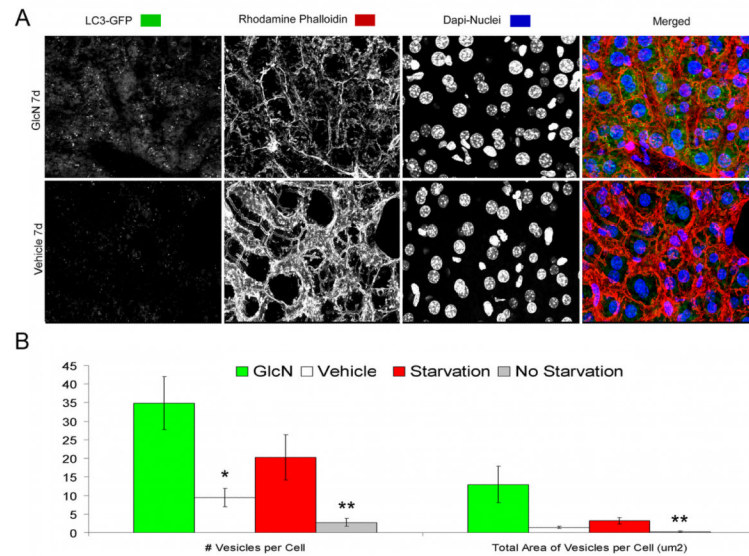 A
LC3-GFP Rhodamine Phalloidin Dapi-Nuclei Merged
GlcN 7d
Vehicle 7d
B
45
40
35
30
25
20
15
10
5
0
GlcN Vehicle Starvation No Starvation
* ** **
# Vesicles per Cell Total Area of Vesicles per Cell (um2)